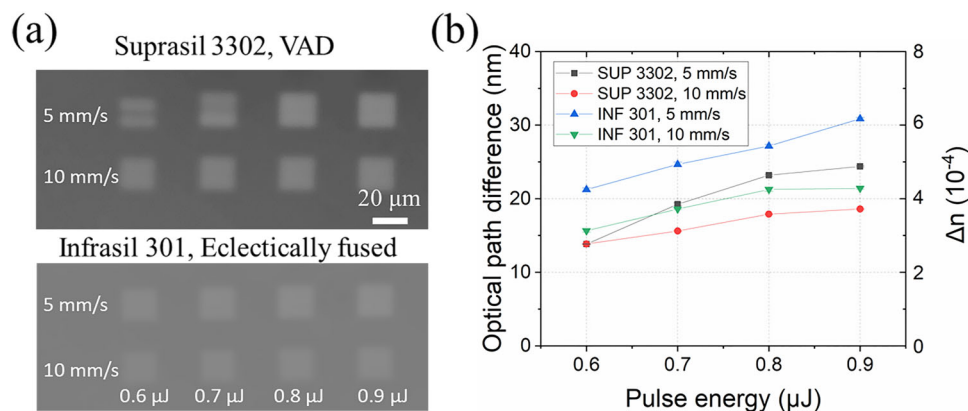 (a)
Suprasil 3302, VAD
5 mm/s
10 mm/s
20 μm
Infrasil 301, Eclectically fused
5 mm/s
10 mm/s
0.6 μJ 0.7 μJ 0.8 μJ 0.9 μJ
(b)
Optical path difference (nm)
40
30
20
10
0
SUP 3302, 5 mm/s
SUP 3302, 10 mm/s
INF 301, 5 mm/s
INF 301, 10 mm/s
8
6
4
2
0
Δn (10⁻⁴)
0.6 0.7 0.8 0.9
Pulse energy (μJ)